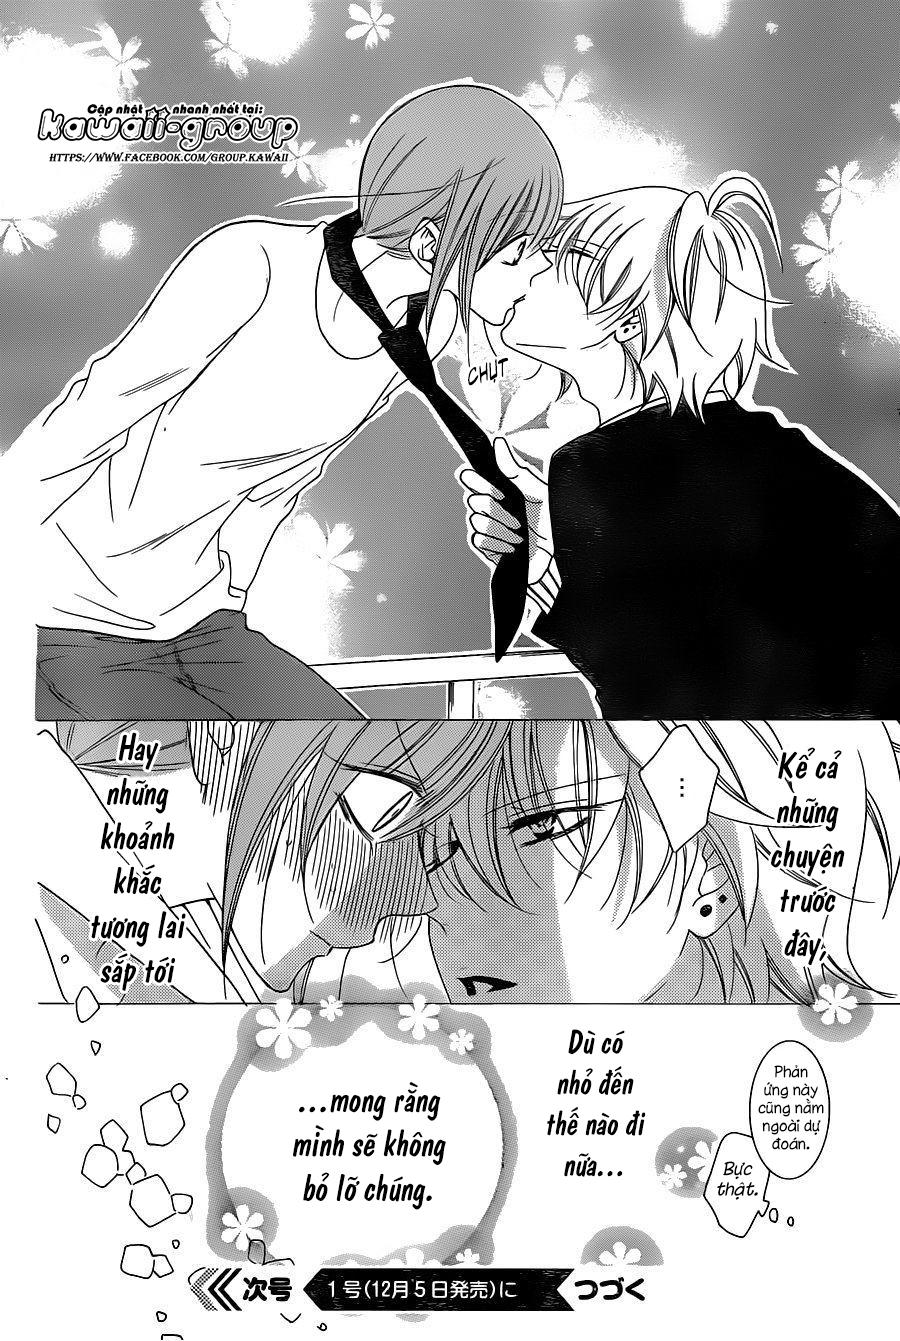 Cập nhật nhanh nhất tại:
kawaii-group
HTTPS://WWW.FACEBOOK.COM/GROUP.KAWAII
CHỤT
Kể cả
những
chuyện
trước
đây,
...
Hay
những
khoảnh
khắc
tương lai
sắp tới
Dù có
nhỏ đến
thế nào đi
nữa...
Phản
ứng này
cũng nằm
ngoài dự
đoán.
Bực
thật.
...mong rằng
mình sẽ không
bỏ lỡ chúng.
次号 1号(12月5日発売)に つづく